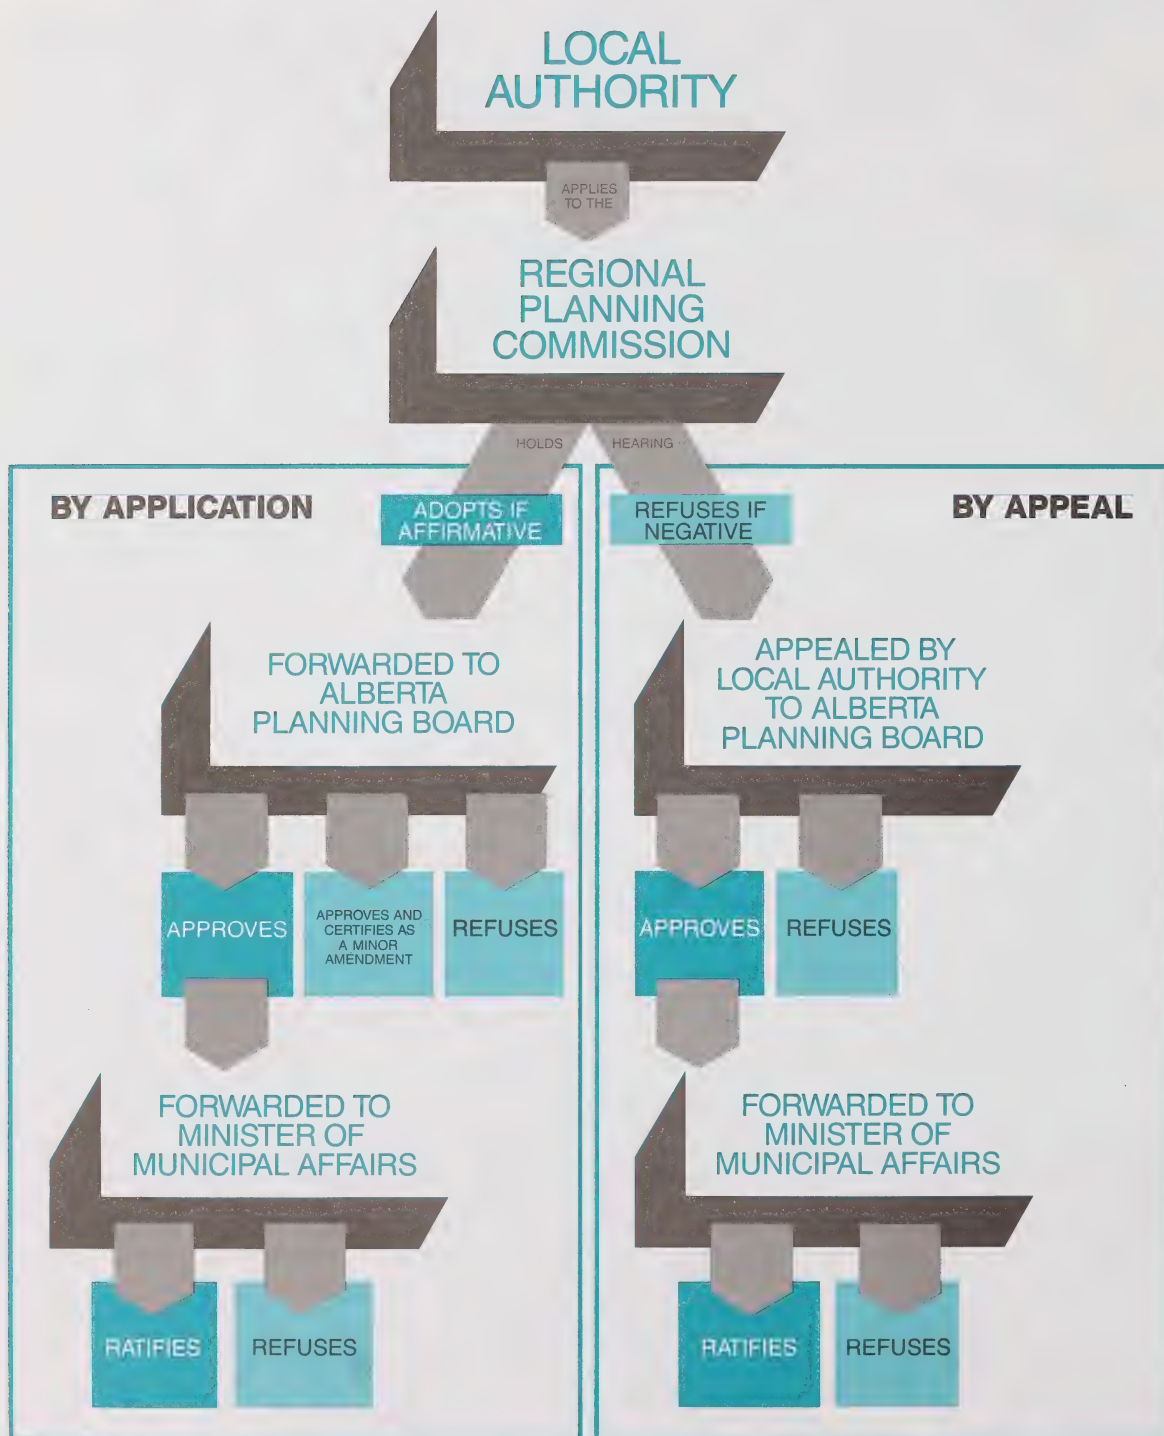 LOCAL
AUTHORITY
APPLIES
TO THE
REGIONAL
PLANNING
COMMISSION
HOLDS HEARING
BY APPLICATION
ADOPTS IF
AFFIRMATIVE
REFUSES IF
NEGATIVE
BY APPEAL
FORWARDED TO
ALBERTA
PLANNING BOARD
APPROVES
APPROVES AND
CERTIFIES AS
A MINOR
AMENDMENT
REFUSES
FORWARDED TO
MINISTER OF
MUNICIPAL AFFAIRS
RATIFIES
REFUSES
APPEALED BY
LOCAL AUTHORITY
TO ALBERTA
PLANNING BOARD
APPROVES
REFUSES
FORWARDED TO
MINISTER OF
MUNICIPAL AFFAIRS
RATIFIES
REFUSES